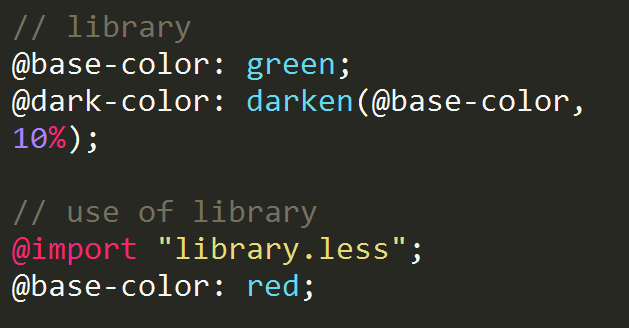 // library
@base-color: green;
@dark-color: darken(@base-color,
10%);
// use of library
@import "library.less";
@base-color: red;